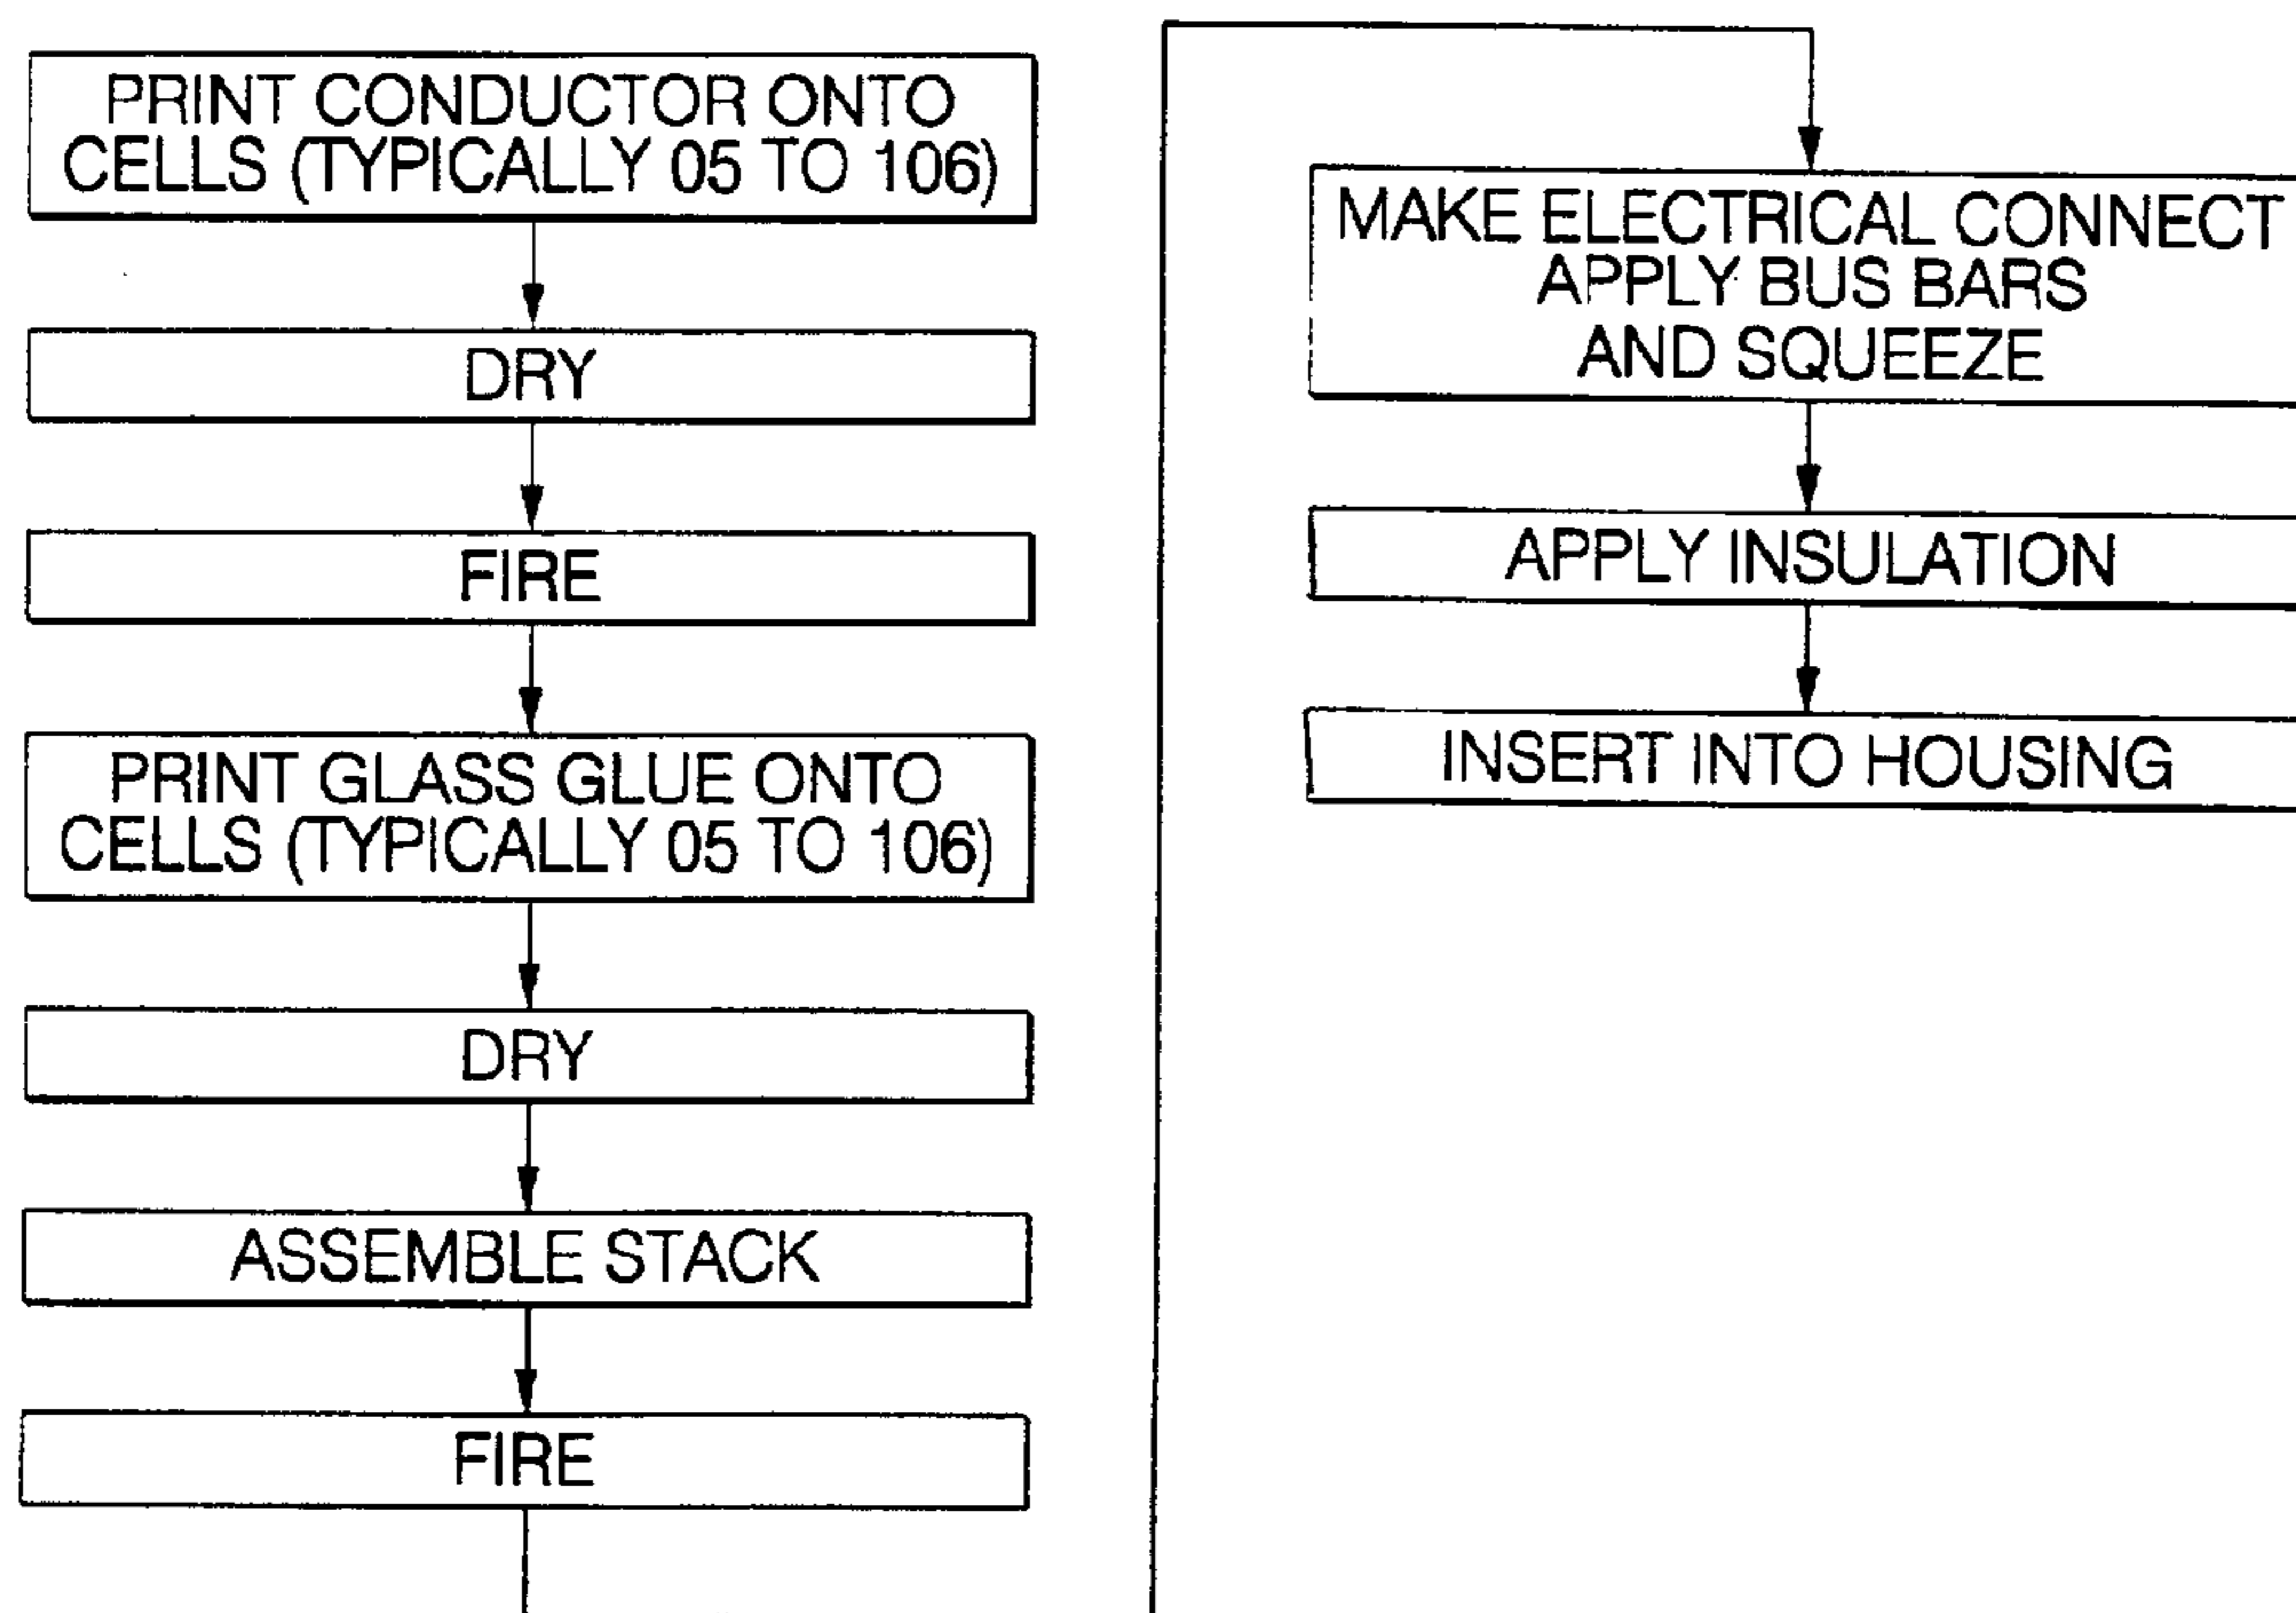 PRINT CONDUCTOR ONTO
CELLS (TYPICALLY 05 TO 106)
DRY
FIRE
PRINT GLASS GLUE ONTO
CELLS (TYPICALLY 05 TO 106)
DRY
ASSEMBLE STACK
FIRE
MAKE ELECTRICAL CONNECT
APPLY BUS BARS
AND SQUEEZE
APPLY INSULATION
INSERT INTO HOUSING